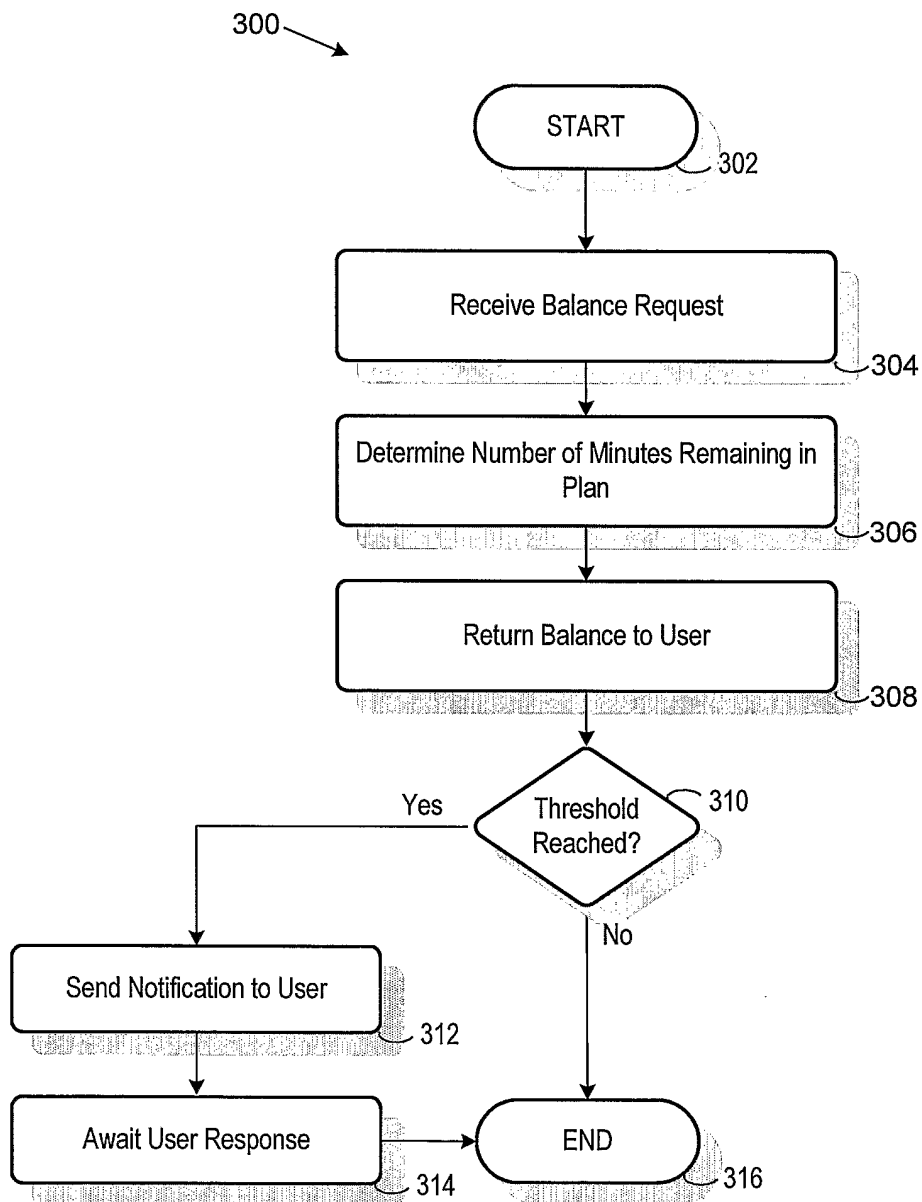 300
START
302
Receive Balance Request
304
Determine Number of Minutes Remaining in
Plan
306
Return Balance to User
308
Threshold
Reached?
310
Yes
No
Send Notification to User
312
Await User Response
314
END
316